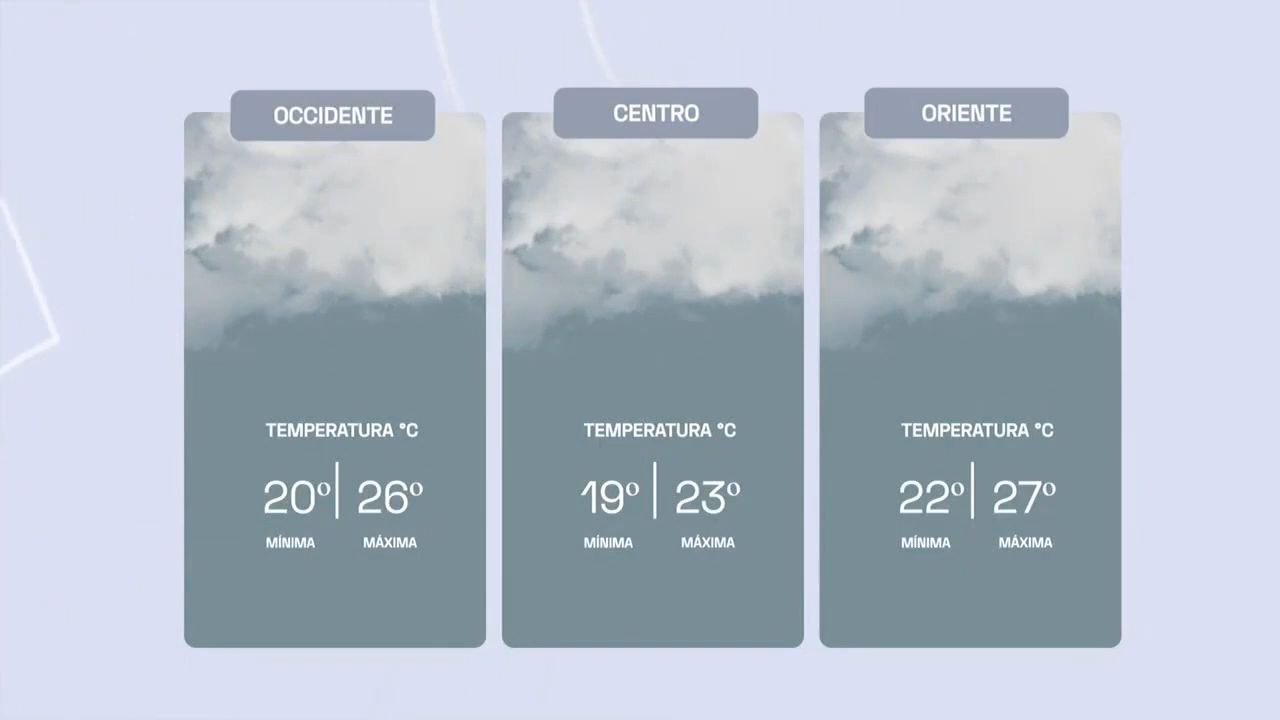 OCCIDENTE
TEMPERATURA °C
20º 26º
MÍNIMA MÁXIMA
CENTRO
TEMPERATURA °C
19º 23º
MÍNIMA MÁXIMA
ORIENTE
TEMPERATURA °C
22º 27º
MÍNIMA MÁXIMA